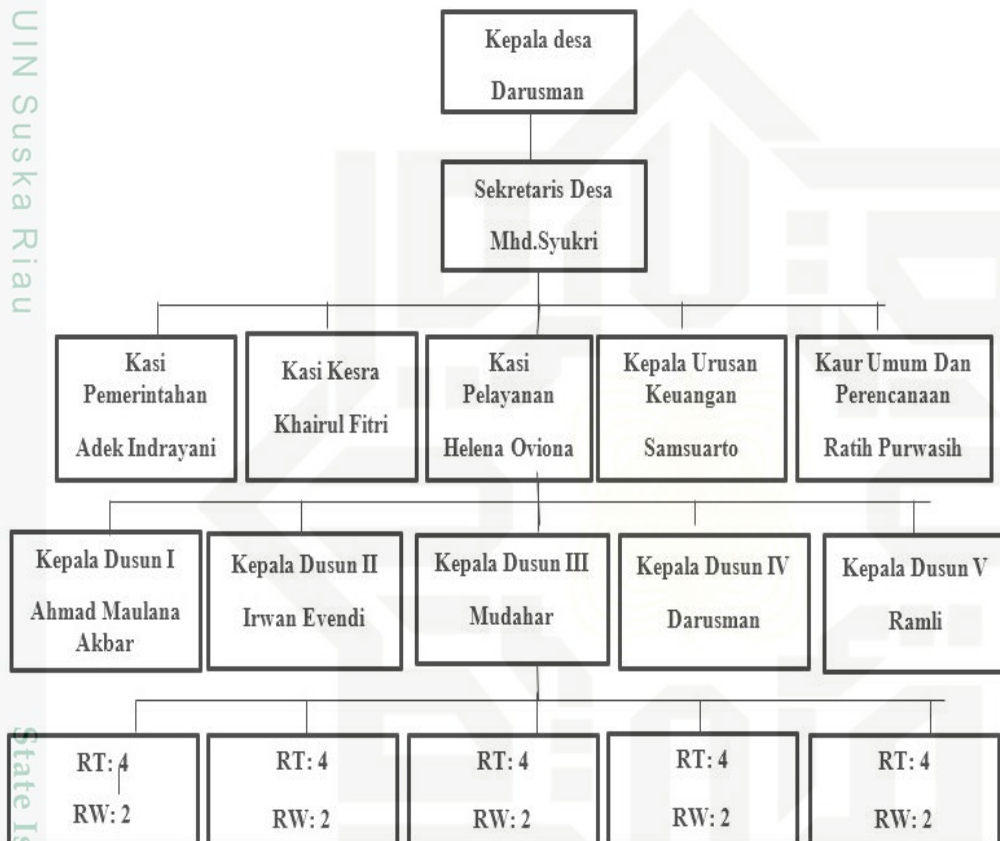 UIN Suska Riau
State Is
Kepala desa
Darusman
Sekretaris Desa
Mhd.Syukri
Kasi
Pemerintahan
Adek Indrayani
Kasi Kesra
Khairul Fitri
Kasi
Pelayanan
Helena Oviona
Kepala Urusan
Keuangan
Samsuarto
Kaur Umum Dan
Perencanaan
Ratih Purwasih
Kepala Dusun I
Ahmad Maulana
Akbar
Kepala Dusun II
Irwan Evendi
Kepala Dusun III
Mudahar
Kepala Dusun IV
Darusman
Kepala Dusun V
Ramli
RT: 4
RW: 2
RT: 4
RW: 2
RT: 4
RW: 2
RT: 4
RW: 2
RT: 4
RW: 2